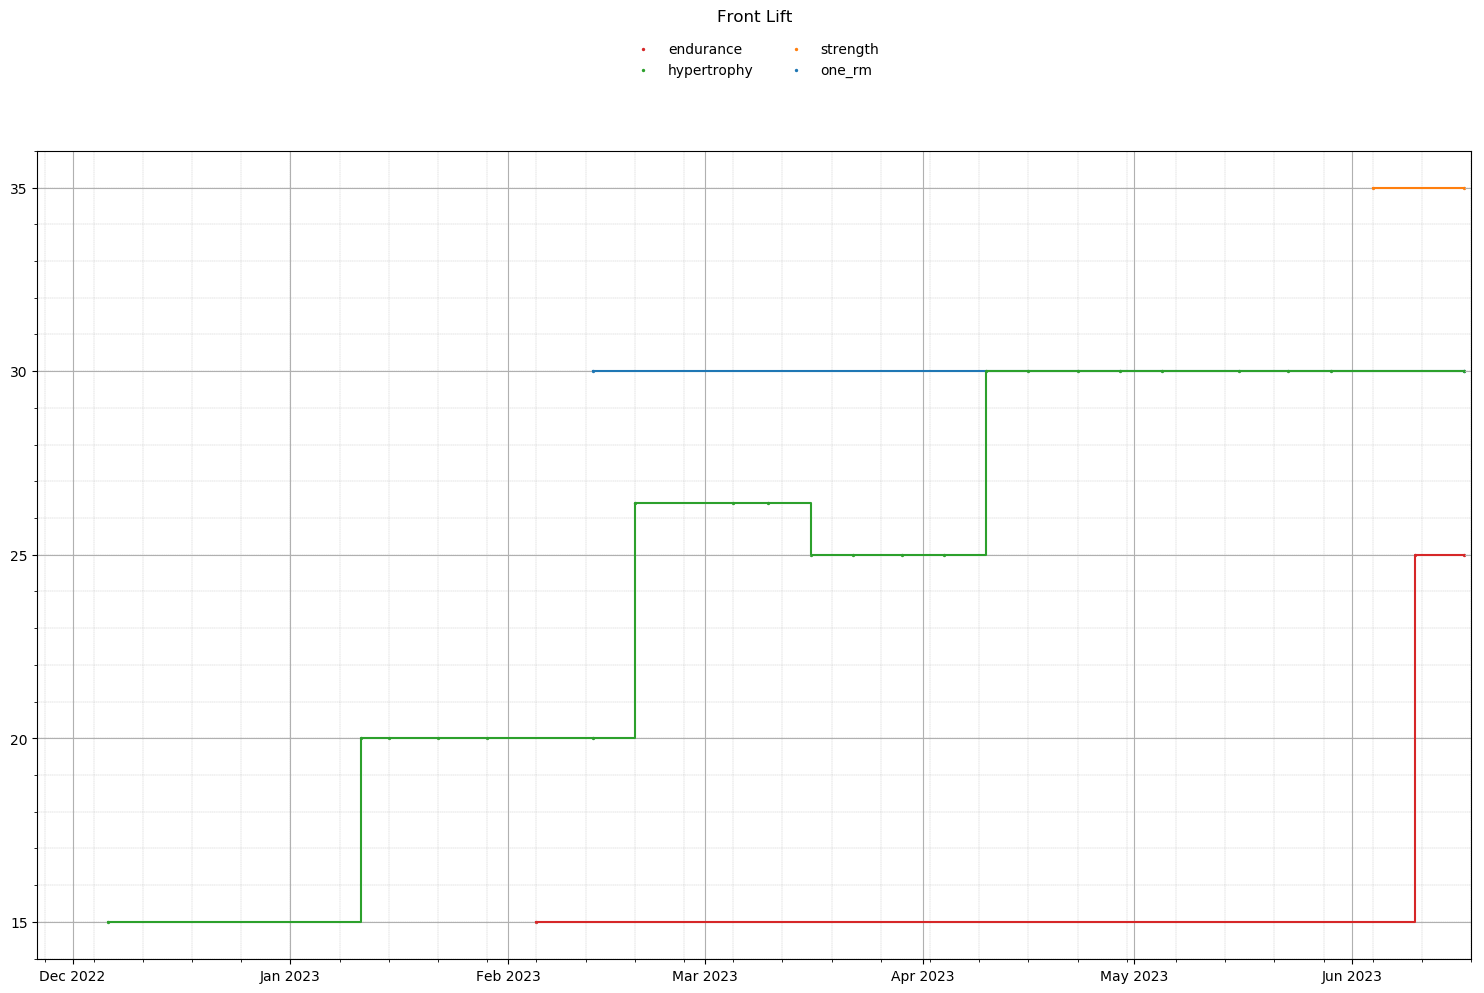 Front Lift
endurance strength
hypertrophy one_rm
35
30
25
20
15
Dec 2022 Jan 2023 Feb 2023 Mar 2023 Apr 2023 May 2023 Jun 2023